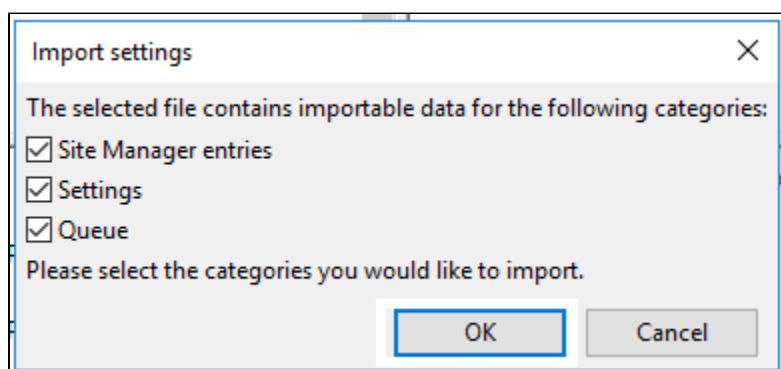 Import settings
The selected file contains importable data for the following categories:
Site Manager entries
Settings
Queue
Please select the categories you would like to import.
OK Cancel